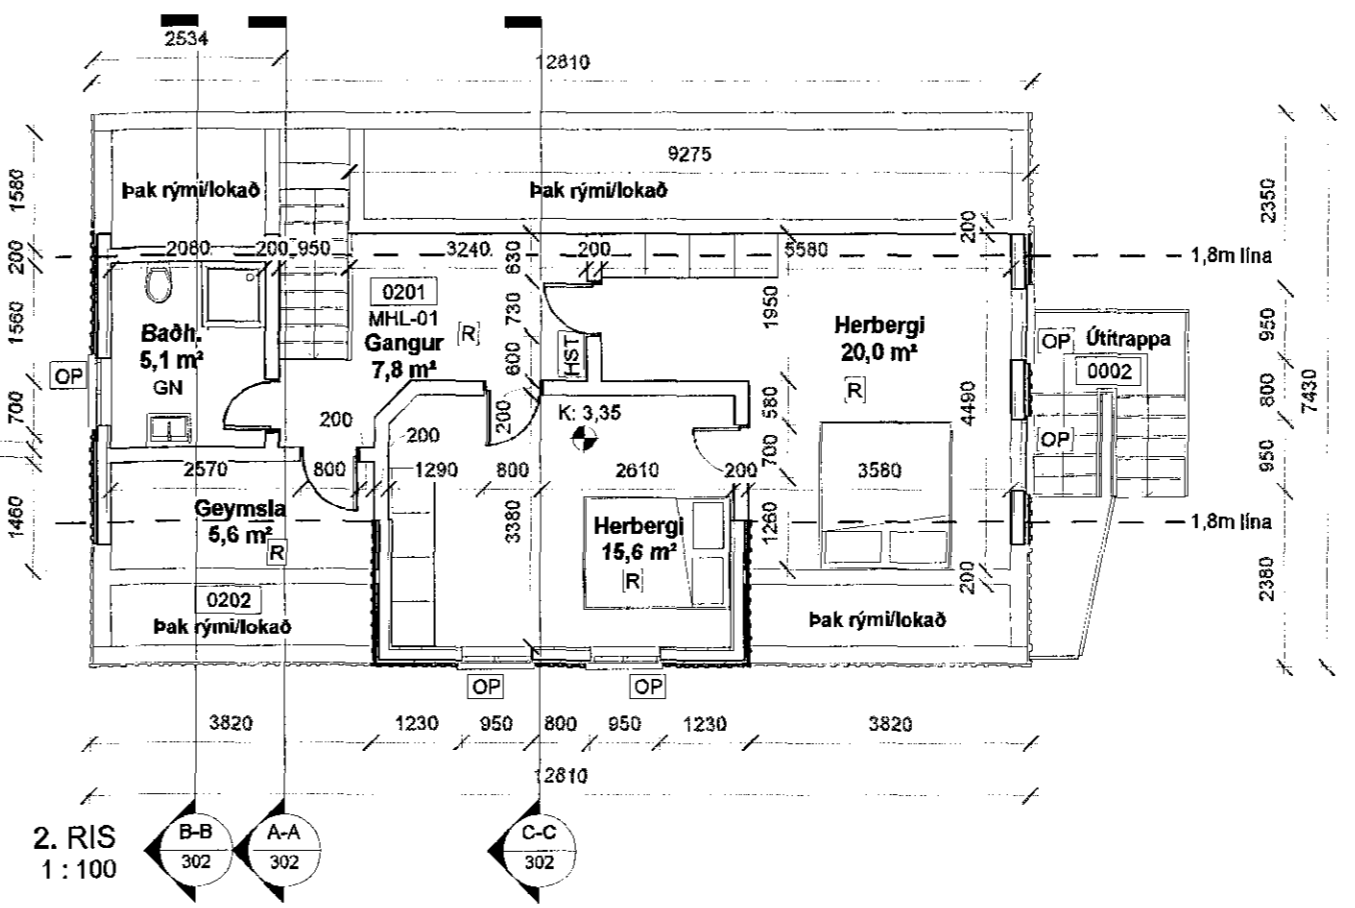 2534
12810
9275
Þak rými/lokað
Þak rými/lokað
1580
200
1560
700
1460
2080
200
950
3240
630
200
5580
200
1,8m lína
2350
0201
MHL-01
Gangur
7,8 m²
R
730
600
HST
1950
Herbergi
20,0 m²
R
Baðh.
5,1 m²
GN
OP
OP
Útitrappa
0002
OP
950
800
950
7430
2380
200
200
200
K: 3,35
580
700
4490
2570
800
1290
800
2610
200
3580
Geymsla
5,6 m²
R
3380
Herbergi
15,6 m²
R
1260
200
1,8m lína
0202
Þak rými/lokað
Þak rými/lokað
OP
OP
3820
1230
950
800
950
1230
3820
12810
2. RIS
1 : 100
B-B
302
A-A
302
C-C
302